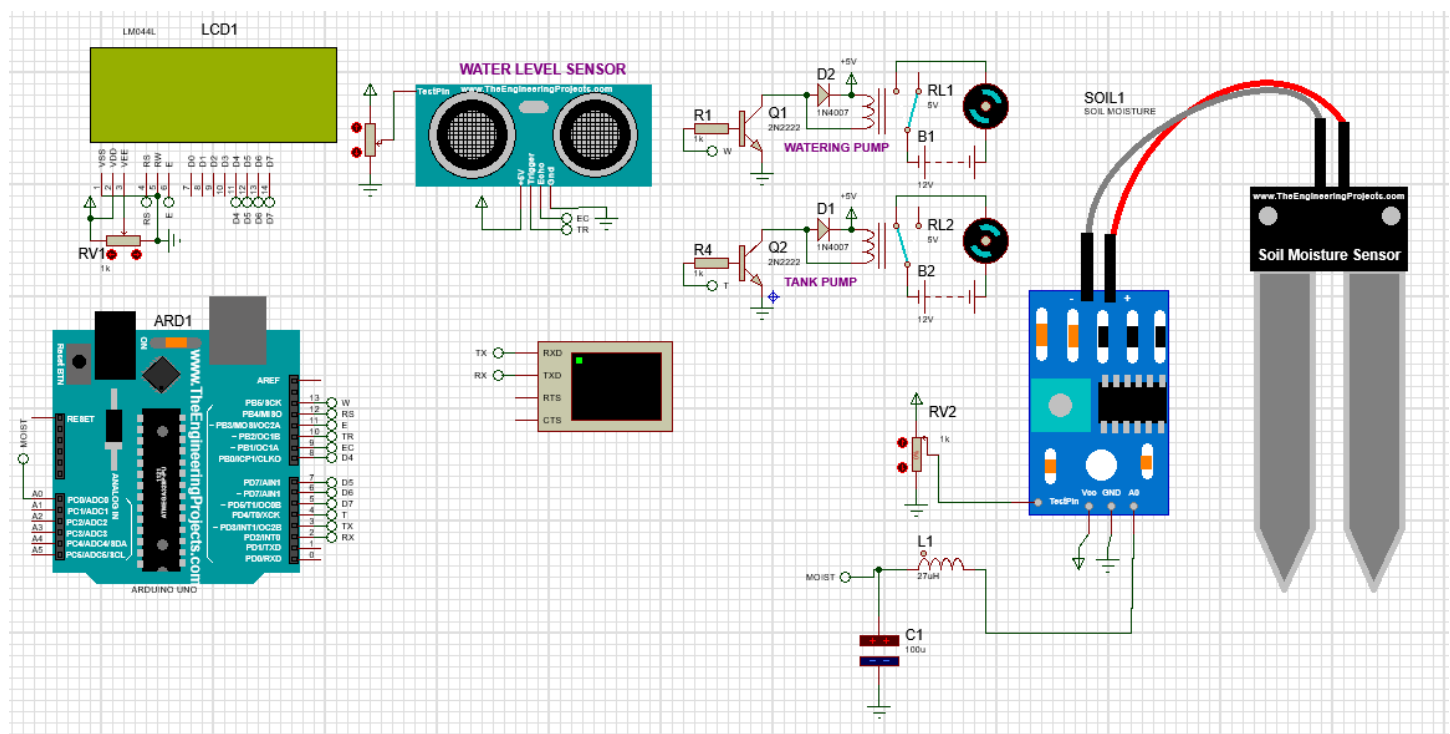 LCD1
LM044L
VSS
VDD
VEE
RS
RW
E
D0
D1
D2
D3
D4
D5
D6
D7
1
2
3
4
5
6
7
8
9
10
11
12
13
14
RS
E
D4
D5
D6
D7
RV1
1k
WATER LEVEL SENSOR
TestPin
www.TheEngineeringProjects.com
+5V
Trigger
Echo
Gnd
EC
TR
+5V
D2
1N4007
R1
1k
W
Q1
2N2222
RL1
5V
B1
12V
WATERING PUMP
+5V
D1
1N4007
R4
1k
T
Q2
2N2222
RL2
5V
B2
12V
TANK PUMP
SOIL1
SOIL MOISTURE
www.TheEngineeringProjects.com
Soil Moisture Sensor
- +
TestPin
Vcc GND A0
RV2
1k
L1
27uH
MOIST
C1
100u
TX
RX
RXD
TXD
RTS
CTS
ARD1
Reset BTN
ON
www.TheEngineeringProjects.com
AREF
RESET
MOIST
ANALOG IN
ATMEGA328P-PU
1121
A0 PC0/ADC0
A1 PC1/ADC1
A2 PC2/ADC2
A3 PC3/ADC3
A4 PC4/ADC4/SDA
A5 PC5/ADC5/SCL
PB5/SCK 13 W
PB4/MISO 12 RS
~ PB3/MOSI/OC2A 11 E
~ PB2/OC1B 10 TR
~ PB1/OC1A 9 EC
PB0/ICP1/CLKO 8 D4
PD7/AIN1 7 D5
~ PD7/AIN1 6 D6
~ PD5/T1/OC0B 5 D7
PD4/T0/XCK 4 T
~ PD3/INT1/OC2B 3 TX
PD2/INT0 2 RX
PD1/TXD 1
PD0/RXD 0
ARDUINO UNO